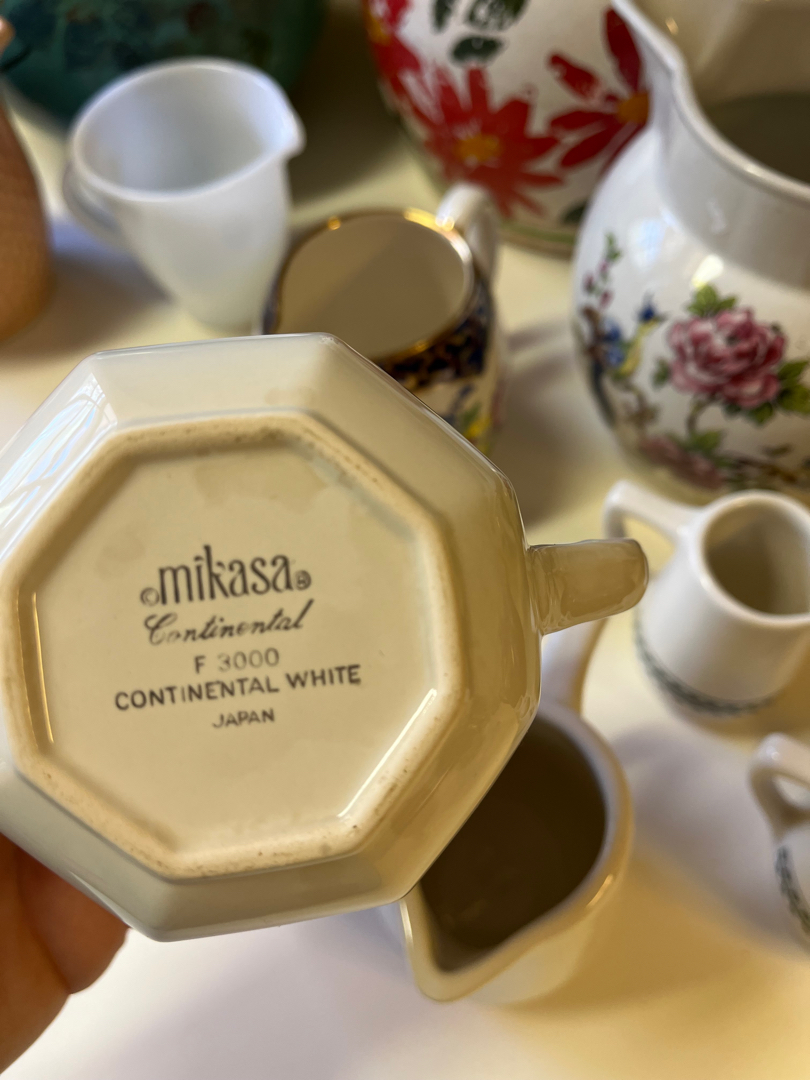 ©mikasa®
Continental
F 3000
CONTINENTAL WHITE
JAPAN